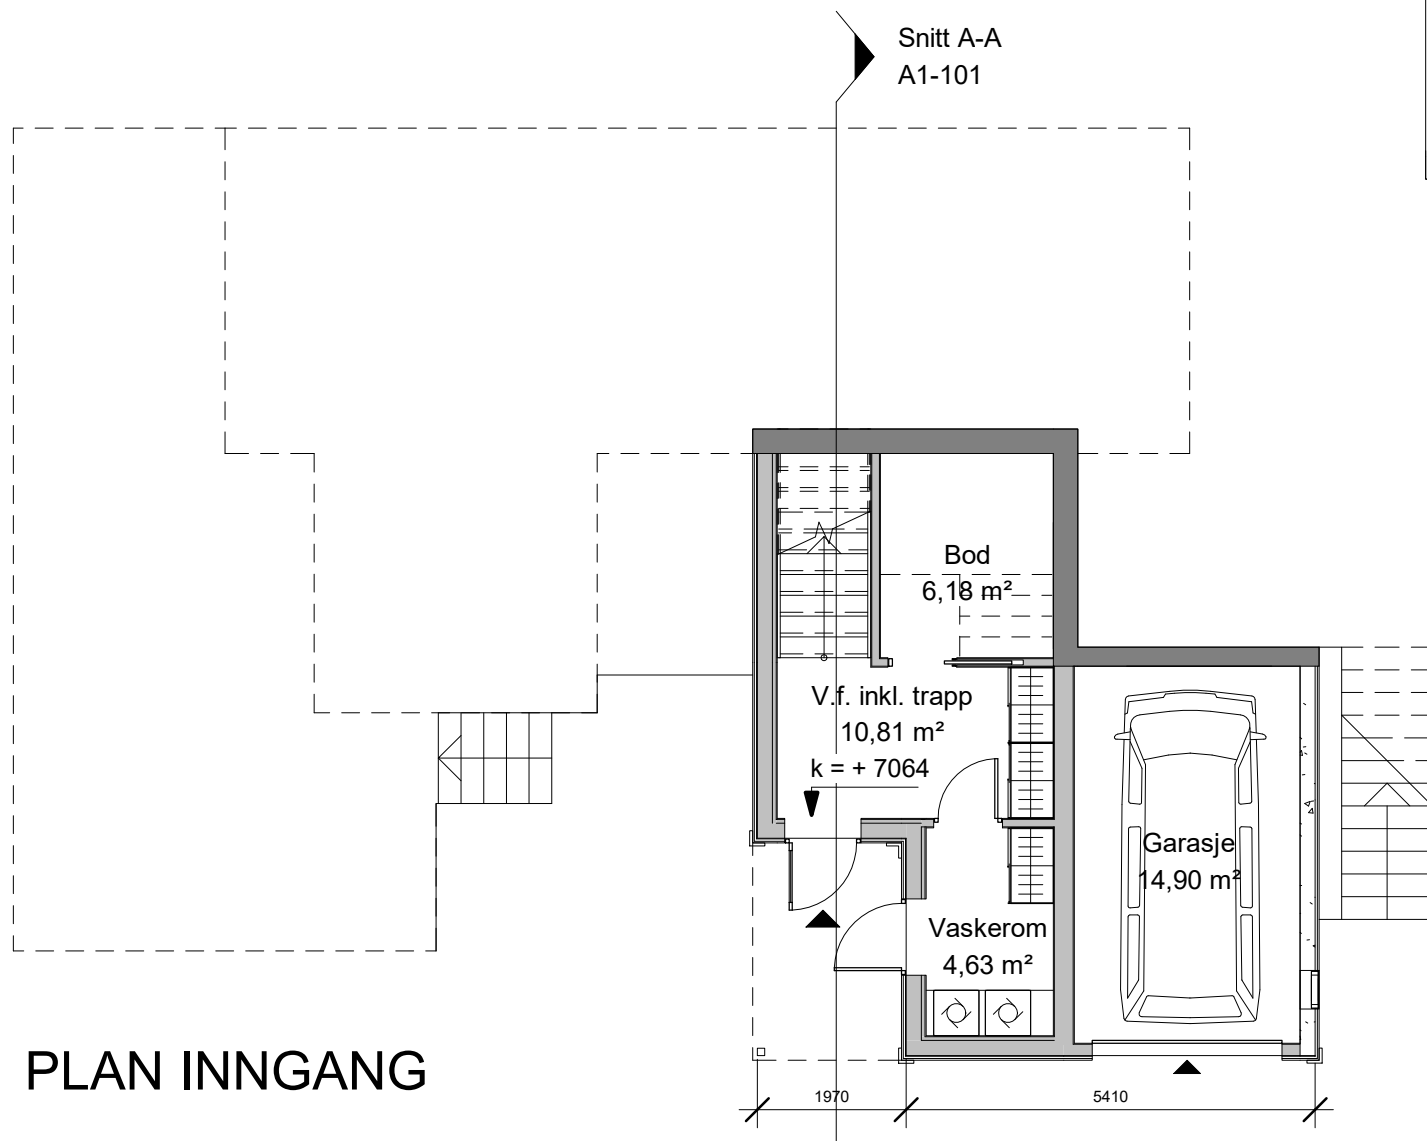 Snitt A-A
A1-101
Bod
6,18 m²
V.f. inkl. trapp
10,81 m²
k = + 7064
Garasje
14,90 m²
Vaskerom
4,63 m²
PLAN INNGANG
1970
5410